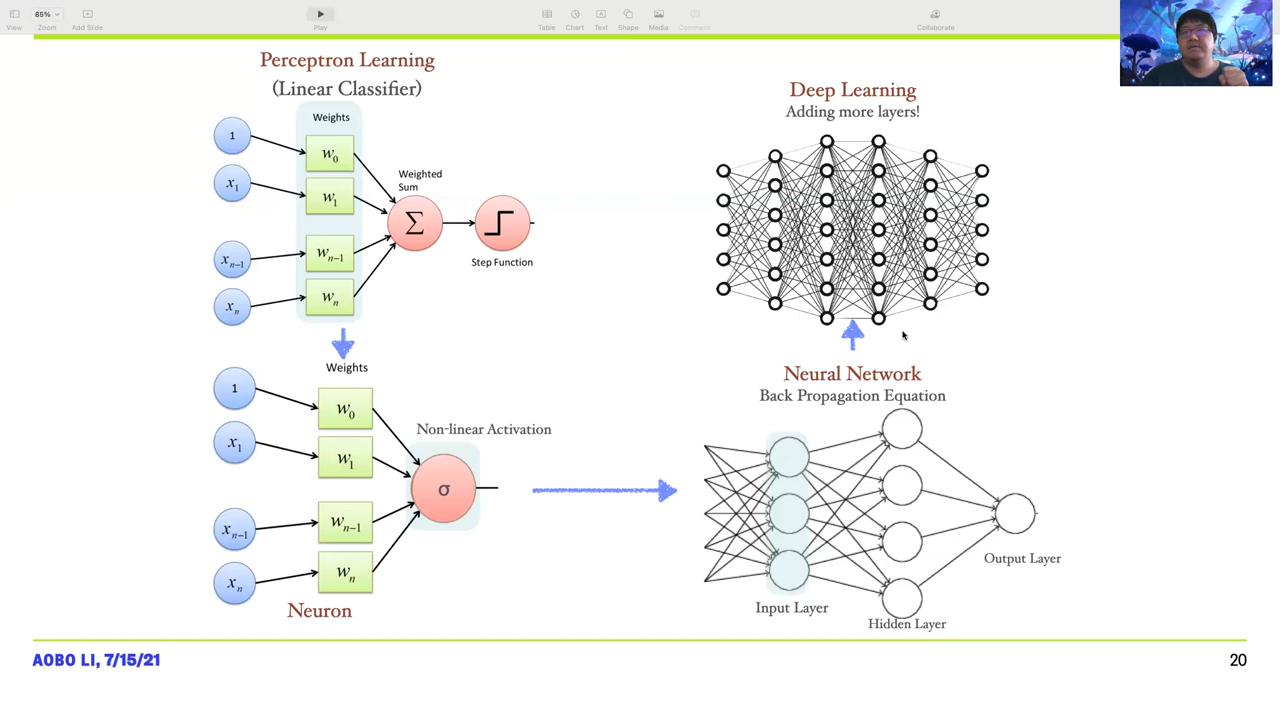 85%
View
Zoom
Add Slide
Play
Table
Chart
Text
Shape
Media
Comment
Collaborate
Perceptron Learning
(Linear Classifier)
Weights
1
x1
xn−1
xn
w0
w1
wn−1
wn
Weighted
Sum
Σ
Step Function
Weights
1
x1
xn−1
xn
w0
w1
wn−1
wn
Non-linear Activation
σ
Neuron
Deep Learning
Adding more layers!
Neural Network
Back Propagation Equation
Input Layer
Hidden Layer
Output Layer
AOBO LI, 7/15/21
20